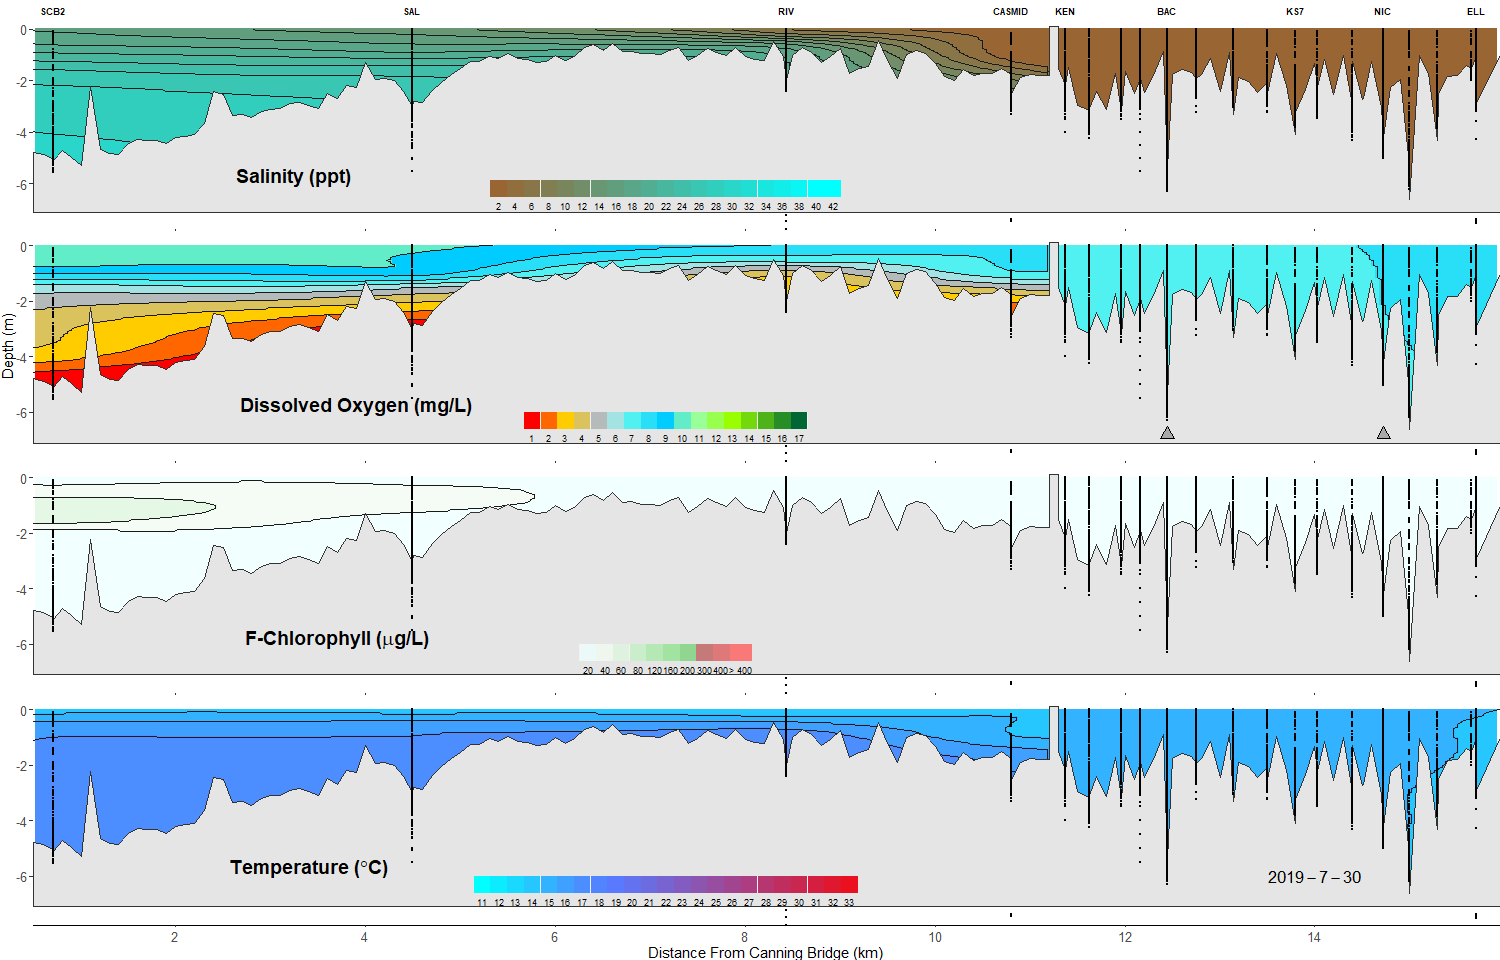 SCB2 SAL RIV CASMID KEN BAC KS7 NIC ELL
0
-2
-4
-6
Salinity (ppt)
2 4 6 8 10 12 14 16 18 20 22 24 26 28 30 32 34 36 38 40 42
0
-2
-4
-6
Depth (m)
Dissolved Oxygen (mg/L)
1 2 3 4 5 6 7 8 9 10 11 12 13 14 15 16 17
0
-2
-4
-6
F-Chlorophyll (µg/L)
20 40 60 80 120 160 200 300 400 > 400
0
-2
-4
-6
Temperature (°C)
2019 – 7 – 30
11 12 13 14 15 16 17 18 19 20 21 22 23 24 25 26 27 28 29 30 31 32 33
2 4 6 8 10 12 14
Distance From Canning Bridge (km)